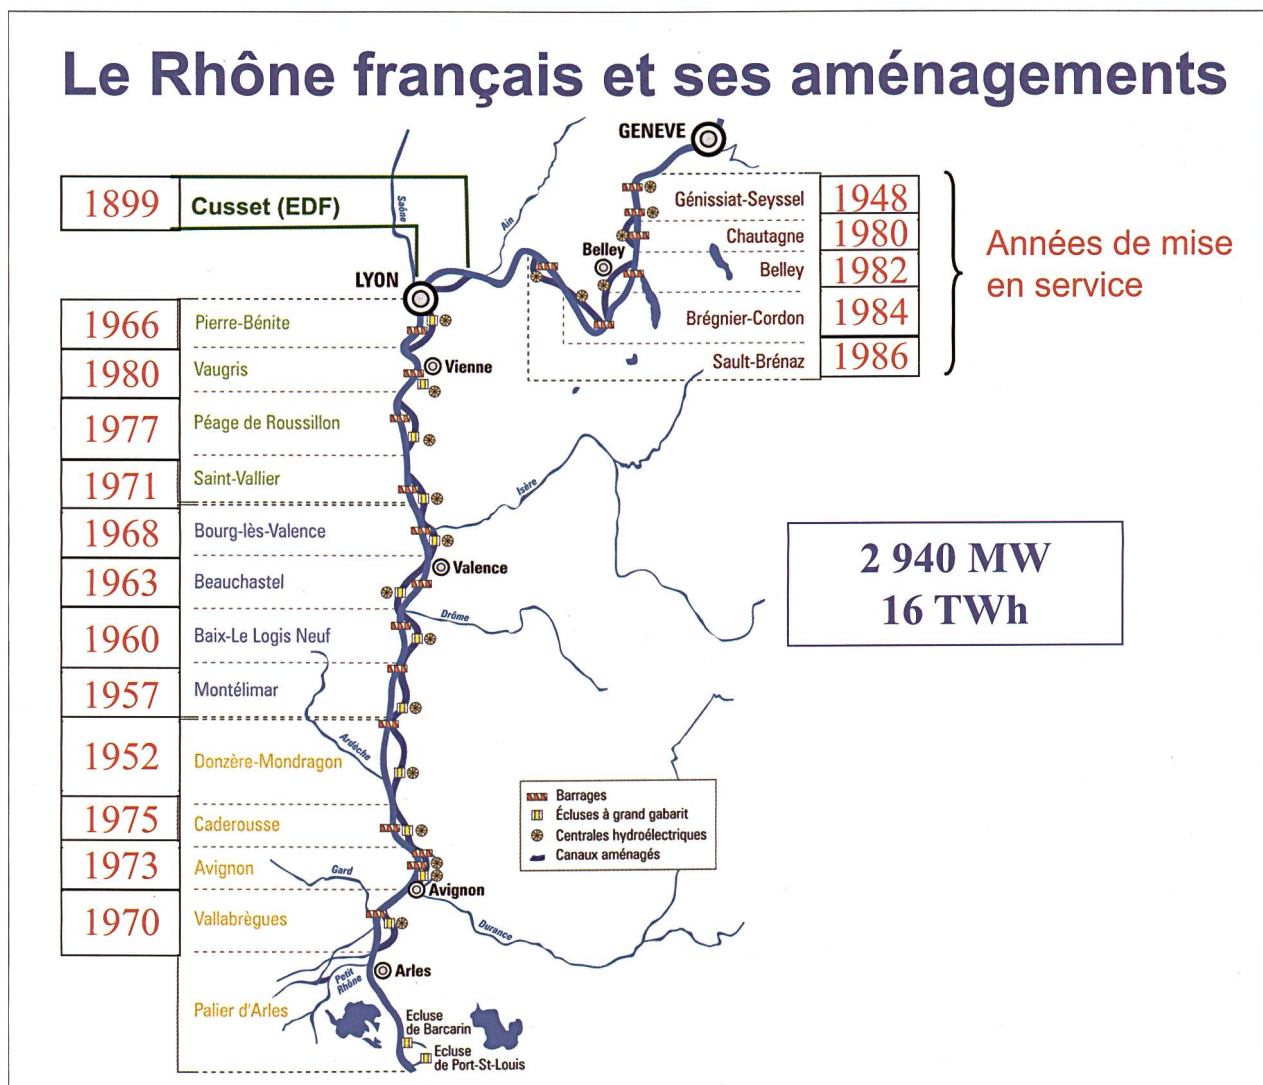 Le Rhône français et ses aménagements
GENEVE
1899
Cusset (EDF)
Saône
Ain
Belley
LYON
Génissiat-Seyssel
1948
Chautagne
1980
Belley
1982
Brégnier-Cordon
1984
Sault-Brénaz
1986
Années de mise
en service
1966
Pierre-Bénite
1980
Vaugris
Vienne
1977
Péage de Roussillon
1971
Saint-Vallier
Isère
1968
Bourg-lès-Valence
1963
Beauchastel
Valence
1960
Baix-Le Logis Neuf
Drôme
1957
Montélimar
2 940 MW
16 TWh
1952
Donzère-Mondragon
Ardèche
1975
Caderousse
1973
Avignon
Gard
Avignon
1970
Vallabrègues
Durance
Barrages
Écluses à grand gabarit
Centrales hydroélectriques
Canaux aménagés
Arles
Petit
Rhône
Palier d'Arles
Ecluse
de Barcarin
Ecluse
de Port-St-Louis